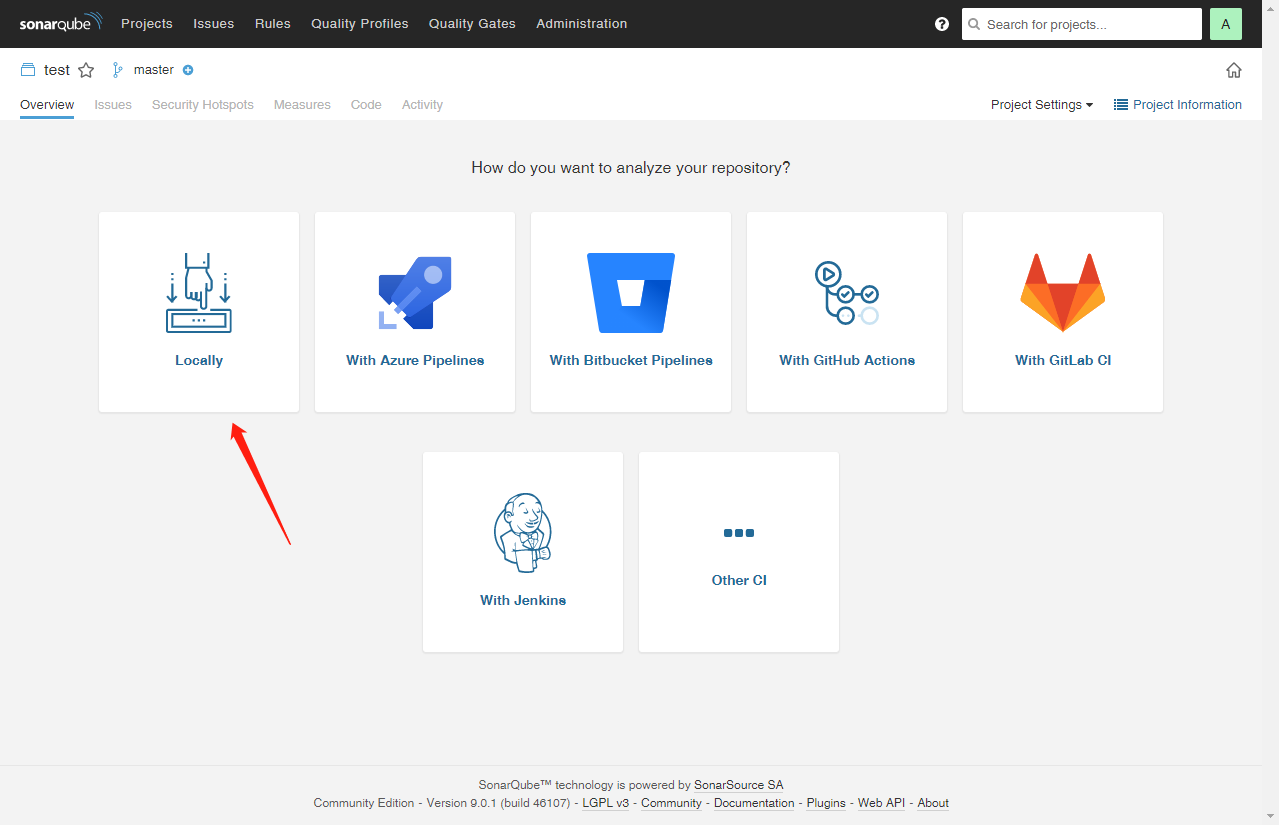 sonarqube Projects Issues Rules Quality Profiles Quality Gates Administration ? Search for projects... A
test master
Overview Issues Security Hotspots Measures Code Activity Project Settings Project Information
How do you want to analyze your repository?
Locally With Azure Pipelines With Bitbucket Pipelines With GitHub Actions With GitLab CI
With Jenkins
Other CI
SonarQube™ technology is powered by SonarSource SA
Community Edition - Version 9.0.1 (build 46107) - LGPL v3 - Community - Documentation - Plugins - Web API - About